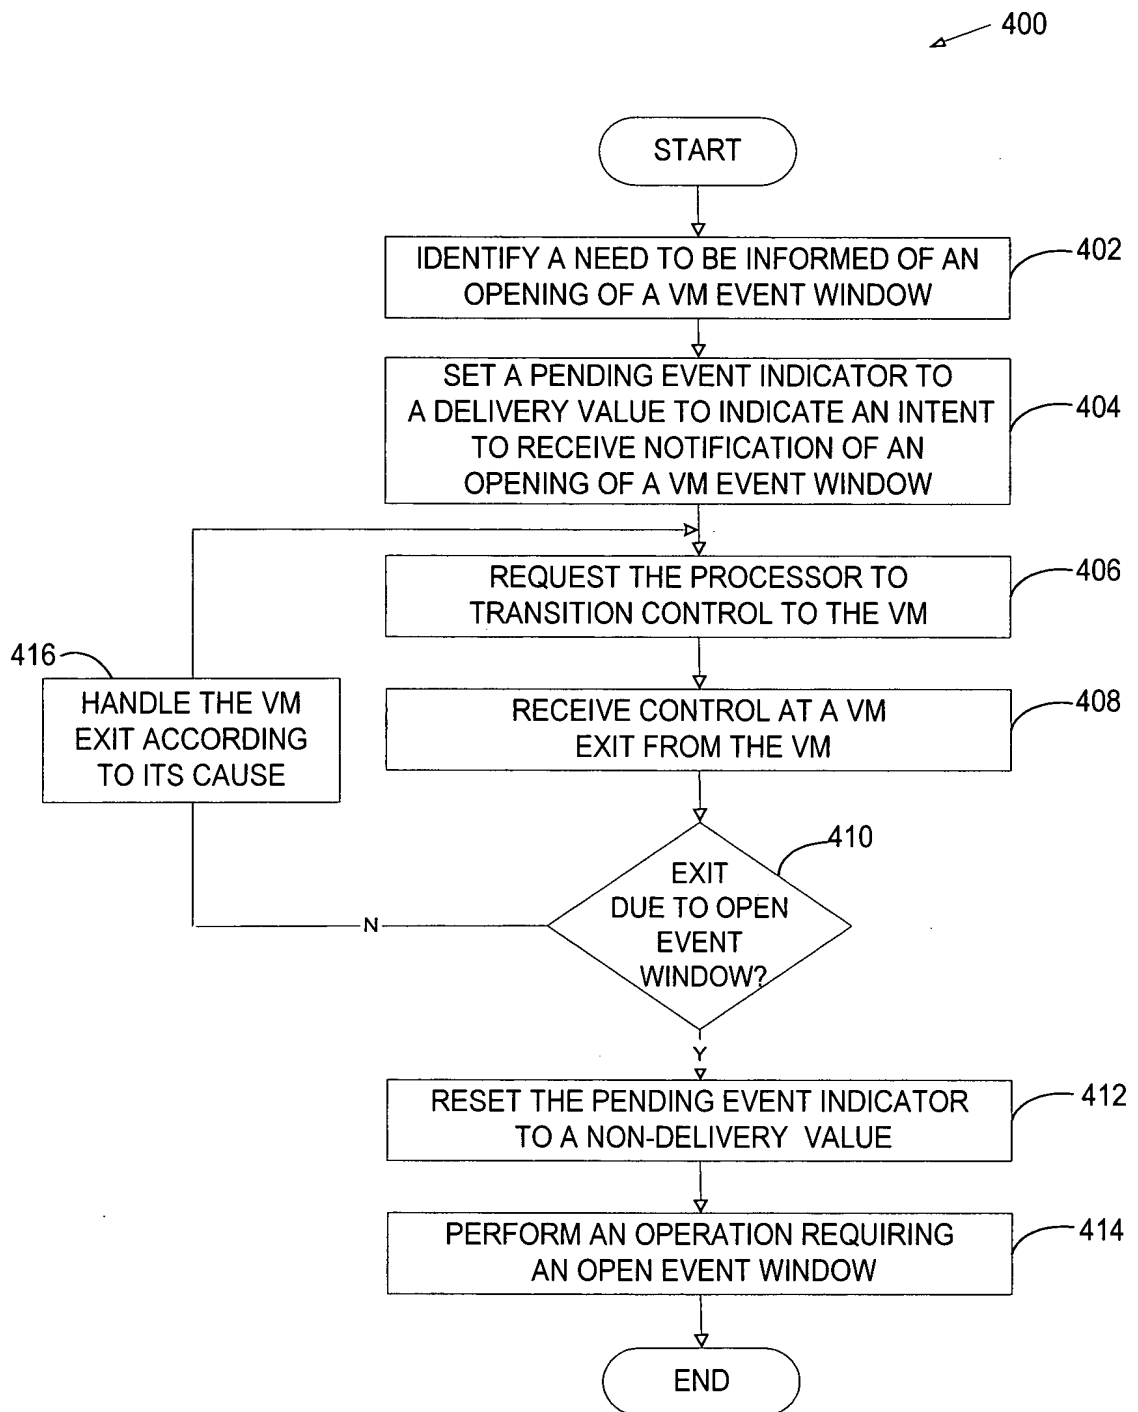 400
START
IDENTIFY A NEED TO BE INFORMED OF AN
OPENING OF A VM EVENT WINDOW
402
SET A PENDING EVENT INDICATOR TO
A DELIVERY VALUE TO INDICATE AN INTENT
TO RECEIVE NOTIFICATION OF AN
OPENING OF A VM EVENT WINDOW
404
REQUEST THE PROCESSOR TO
TRANSITION CONTROL TO THE VM
406
416
HANDLE THE VM
EXIT ACCORDING
TO ITS CAUSE
RECEIVE CONTROL AT A VM
EXIT FROM THE VM
408
410
EXIT
DUE TO OPEN
EVENT
WINDOW?
N
Y
RESET THE PENDING EVENT INDICATOR
TO A NON-DELIVERY VALUE
412
PERFORM AN OPERATION REQUIRING
AN OPEN EVENT WINDOW
414
END